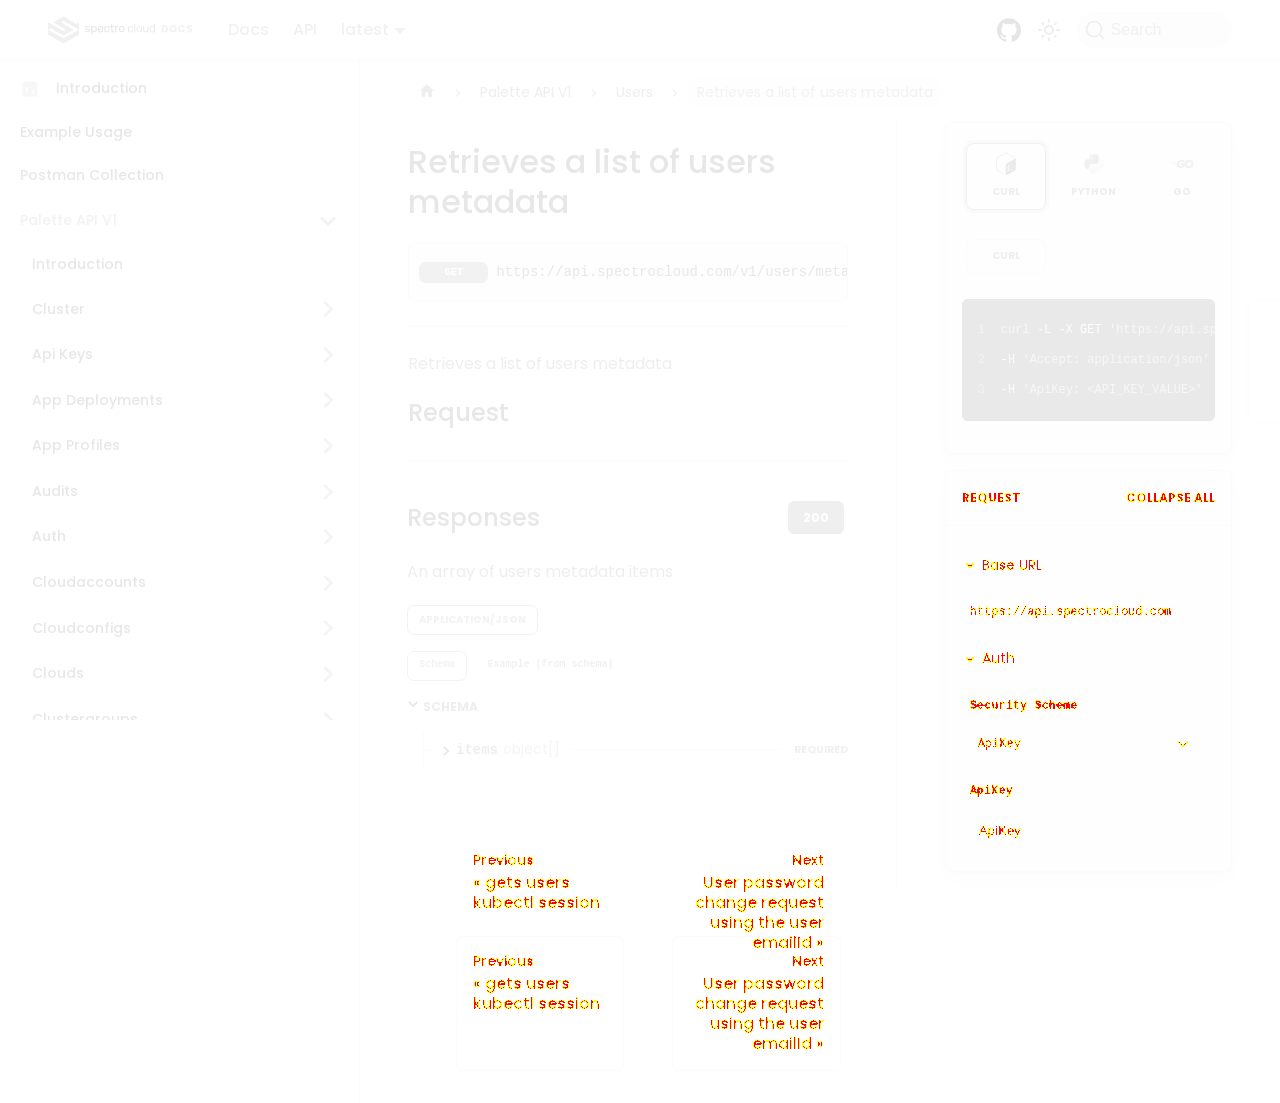 spectro cloud DOCS
Docs
API
latest
Search
Introduction
Example Usage
Postman Collection
Palette API V1
Introduction
Cluster
Api Keys
App Deployments
App Profiles
Audits
Auth
Cloudaccounts
Cloudconfigs
Clouds
Clustergroups
Palette API V1
Users
Retrieves a list of users metadata
Retrieves a list of users
metadata
GET https://api.spectrocloud.com/v1/users/meta
Retrieves a list of users metadata
Request
Responses
200
An array of users metadata items
APPLICATION/JSON
Schema
Example (from schema)
SCHEMA
items object[]
REQUIRED
Previous
« gets users
kubectl session
Next
User password
change request
using the user
emailId »
Previous
« gets users
kubectl session
Next
User password
change request
using the user
emailId »
CURL
PYTHON
GO
CURL
1 curl -L -X GET 'https://api.sp
2 -H 'Accept: application/json'
3 -H 'ApiKey: <API_KEY_VALUE>'
REQUEST
COLLAPSE ALL
Base URL
https://api.spectrocloud.com
Auth
Security Scheme
ApiKey
ApiKey
ApiKey